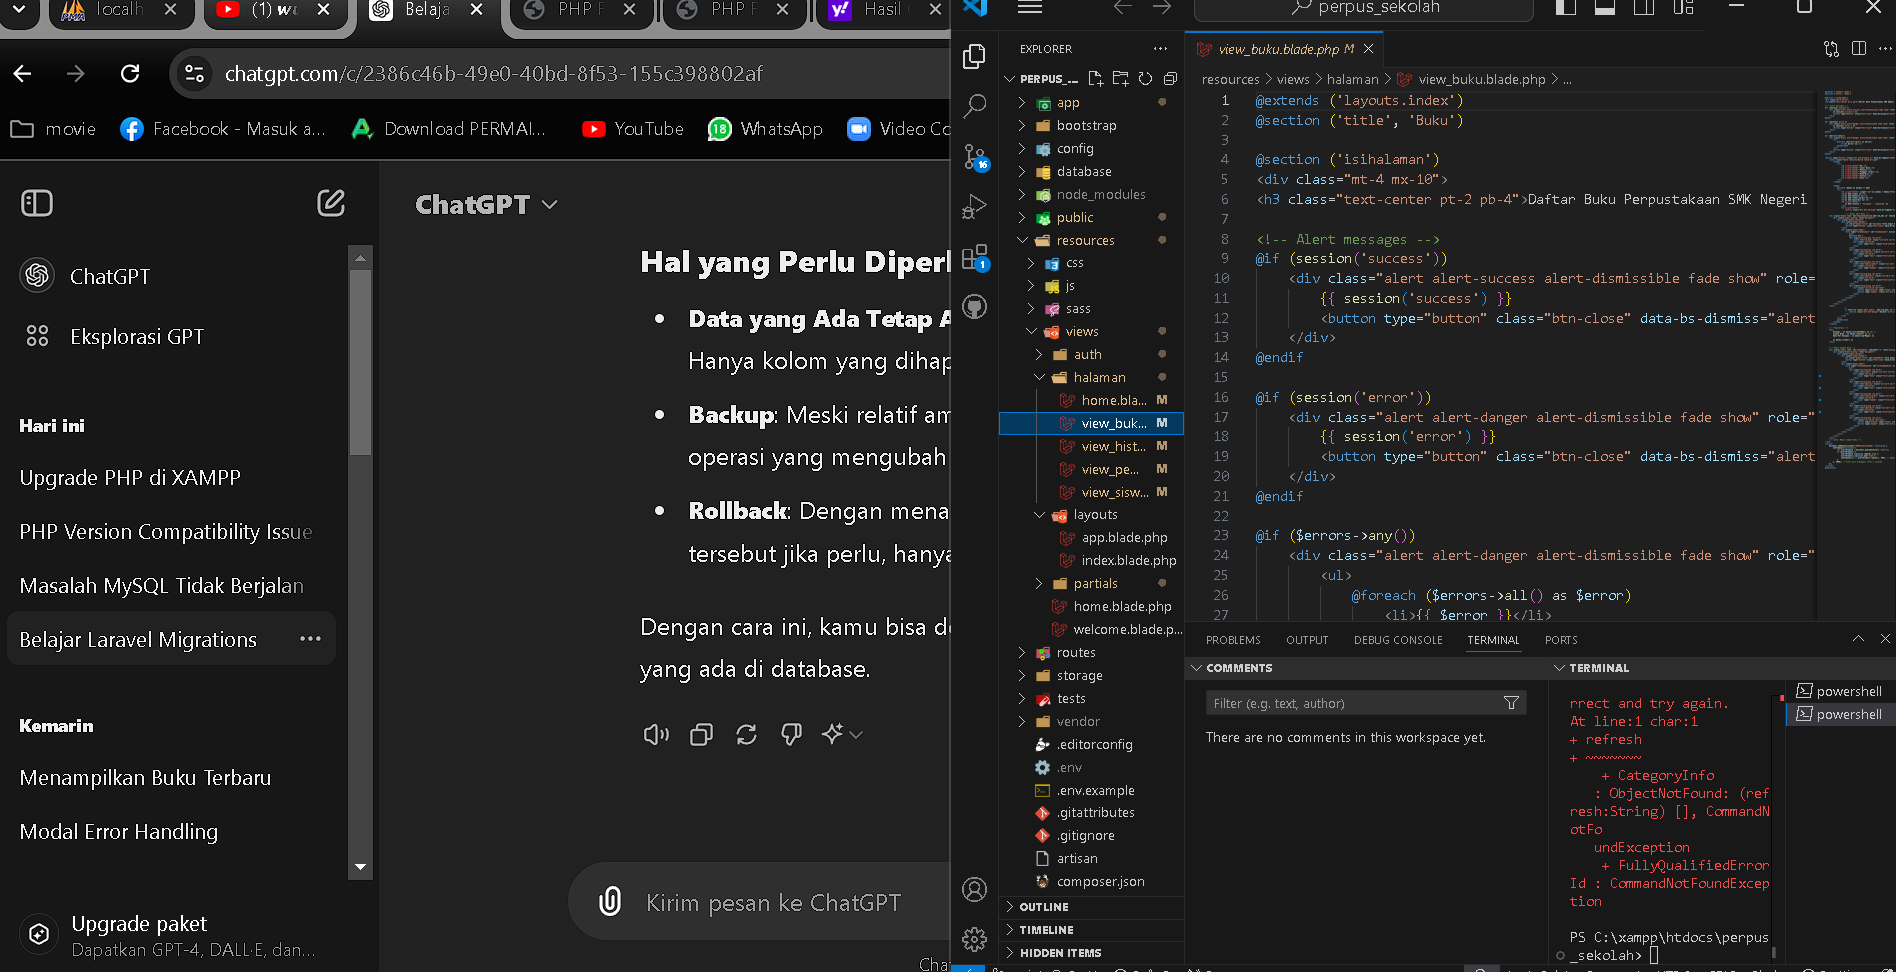 localh
(1) w
Belaja
PHP F
PHP F
Hasil
chatgpt.com/c/2386c46b-49e0-40bd-8f53-155c398802af
movie
Facebook - Masuk a...
Download PERMAI...
YouTube
18
WhatsApp
Video Co
ChatGPT
ChatGPT
Eksplorasi GPT
Hari ini
Upgrade PHP di XAMPP
PHP Version Compatibility Issue
Masalah MySQL Tidak Berjalan
Belajar Laravel Migrations
Kemarin
Menampilkan Buku Terbaru
Modal Error Handling
Upgrade paket
Dapatkan GPT-4, DALL·E, dan...
Hal yang Perlu Diperl
Data yang Ada Tetap A
Hanya kolom yang dihap
Backup: Meski relatif am
operasi yang mengubah
Rollback: Dengan mena
tersebut jika perlu, hanya
Dengan cara ini, kamu bisa de
yang ada di database.
Kirim pesan ke ChatGPT
Cha
perpus_sekolah
EXPLORER
PERPUS_...
app
bootstrap
config
database
node_modules
public
resources
css
js
sass
views
auth
halaman
home.bla... M
view_buk... M
view_hist... M
view_pe... M
view_sisw... M
layouts
app.blade.php
index.blade.php
partials
home.blade.php
welcome.blade.p...
routes
storage
tests
vendor
.editorconfig
.env
.env.example
.gitattributes
.gitignore
artisan
composer.json
OUTLINE
TIMELINE
HIDDEN ITEMS
16
1
view_buku.blade.php M
resources > views > halaman > view_buku.blade.php > ...
1 @extends ('layouts.index')
2 @section ('title', 'Buku')
3
4 @section ('isihalaman')
5 <div class="mt-4 mx-10">
6 <h3 class="text-center pt-2 pb-4">Daftar Buku Perpustakaan SMK Negeri
7
8 <!-- Alert messages -->
9 @if (session('success'))
10 <div class="alert alert-success alert-dismissible fade show" role="
11 {{ session('success') }}
12 <button type="button" class="btn-close" data-bs-dismiss="alert
13 </div>
14 @endif
15
16 @if (session('error'))
17 <div class="alert alert-danger alert-dismissible fade show" role="
18 {{ session('error') }}
19 <button type="button" class="btn-close" data-bs-dismiss="alert
20 </div>
21 @endif
22
23 @if ($errors->any())
24 <div class="alert alert-danger alert-dismissible fade show" role="
25 <ul>
26 @foreach ($errors->all() as $error)
27 <li>{{ $error }}</li>
PROBLEMS OUTPUT DEBUG CONSOLE TERMINAL PORTS
COMMENTS
Filter (e.g. text, author)
There are no comments in this workspace yet.
TERMINAL
rrect and try again.
At line:1 char:1
+ refresh
+ ~~~~~~~
+ CategoryInfo
: ObjectNotFound: (ref
resh:String) [], CommandN
otFo
undException
+ FullyQualifiedError
Id : CommandNotFoundExcep
tion
PS C:\xampp\htdocs\perpus
_sekolah>
powershell
powershell